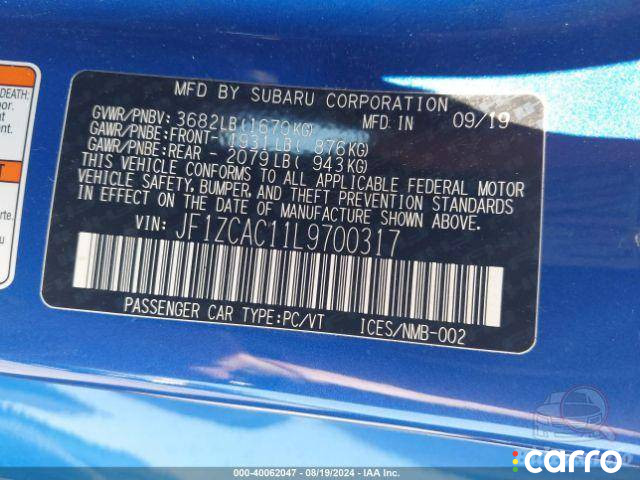 DEATH:
MFD BY SUBARU CORPORATION
GVWR/PNBV: 3682LB(1670KG) MFD IN 09/19
GAWR/PNBE:FRONT-1931LB( 876KG)
GAWR/PNBE:REAR - 2079LB( 943KG)
THIS VEHICLE CONFORMS TO ALL APPLICABLE FEDERAL MOTOR
VEHICLE SAFETY, BUMPER, AND THEFT PREVENTION STANDARDS
IN EFFECT ON THE DATE OF MANUFACTURE SHOWN ABOVE.
VIN: JF1ZCAC11L9700317
PASSENGER CAR TYPE:PC/VT ICES/NMB-002
000-40062047 - 08/19/2024 - IAA Inc.
carro